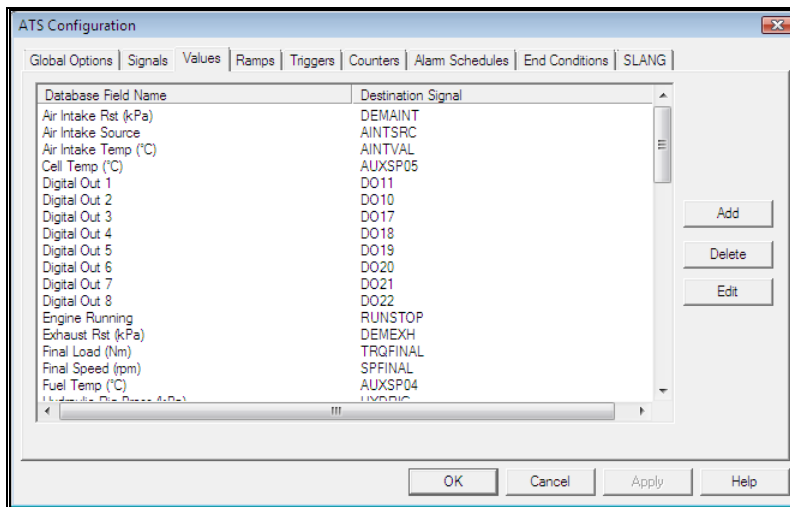 ATS Configuration
Global Options Signals Values Ramps Triggers Counters Alarm Schedules End Conditions SLANG
Database Field Name Destination Signal
Air Intake Rst (kPa) DEMAINT
Air Intake Source AINTSRC
Air Intake Temp (°C) AINTVAL
Cell Temp (°C) AUXSP05
Digital Out 1 DO11
Digital Out 2 DO10
Digital Out 3 DO17
Digital Out 4 DO18
Digital Out 5 DO19
Digital Out 6 DO20
Digital Out 7 DO21
Digital Out 8 DO22
Engine Running RUNSTOP
Exhaust Rst (kPa) DEMEXH
Final Load (Nm) TRQFINAL
Final Speed (rpm) SPFINAL
Fuel Temp (°C) AUXSP04
Add
Delete
Edit
OK Cancel Apply Help